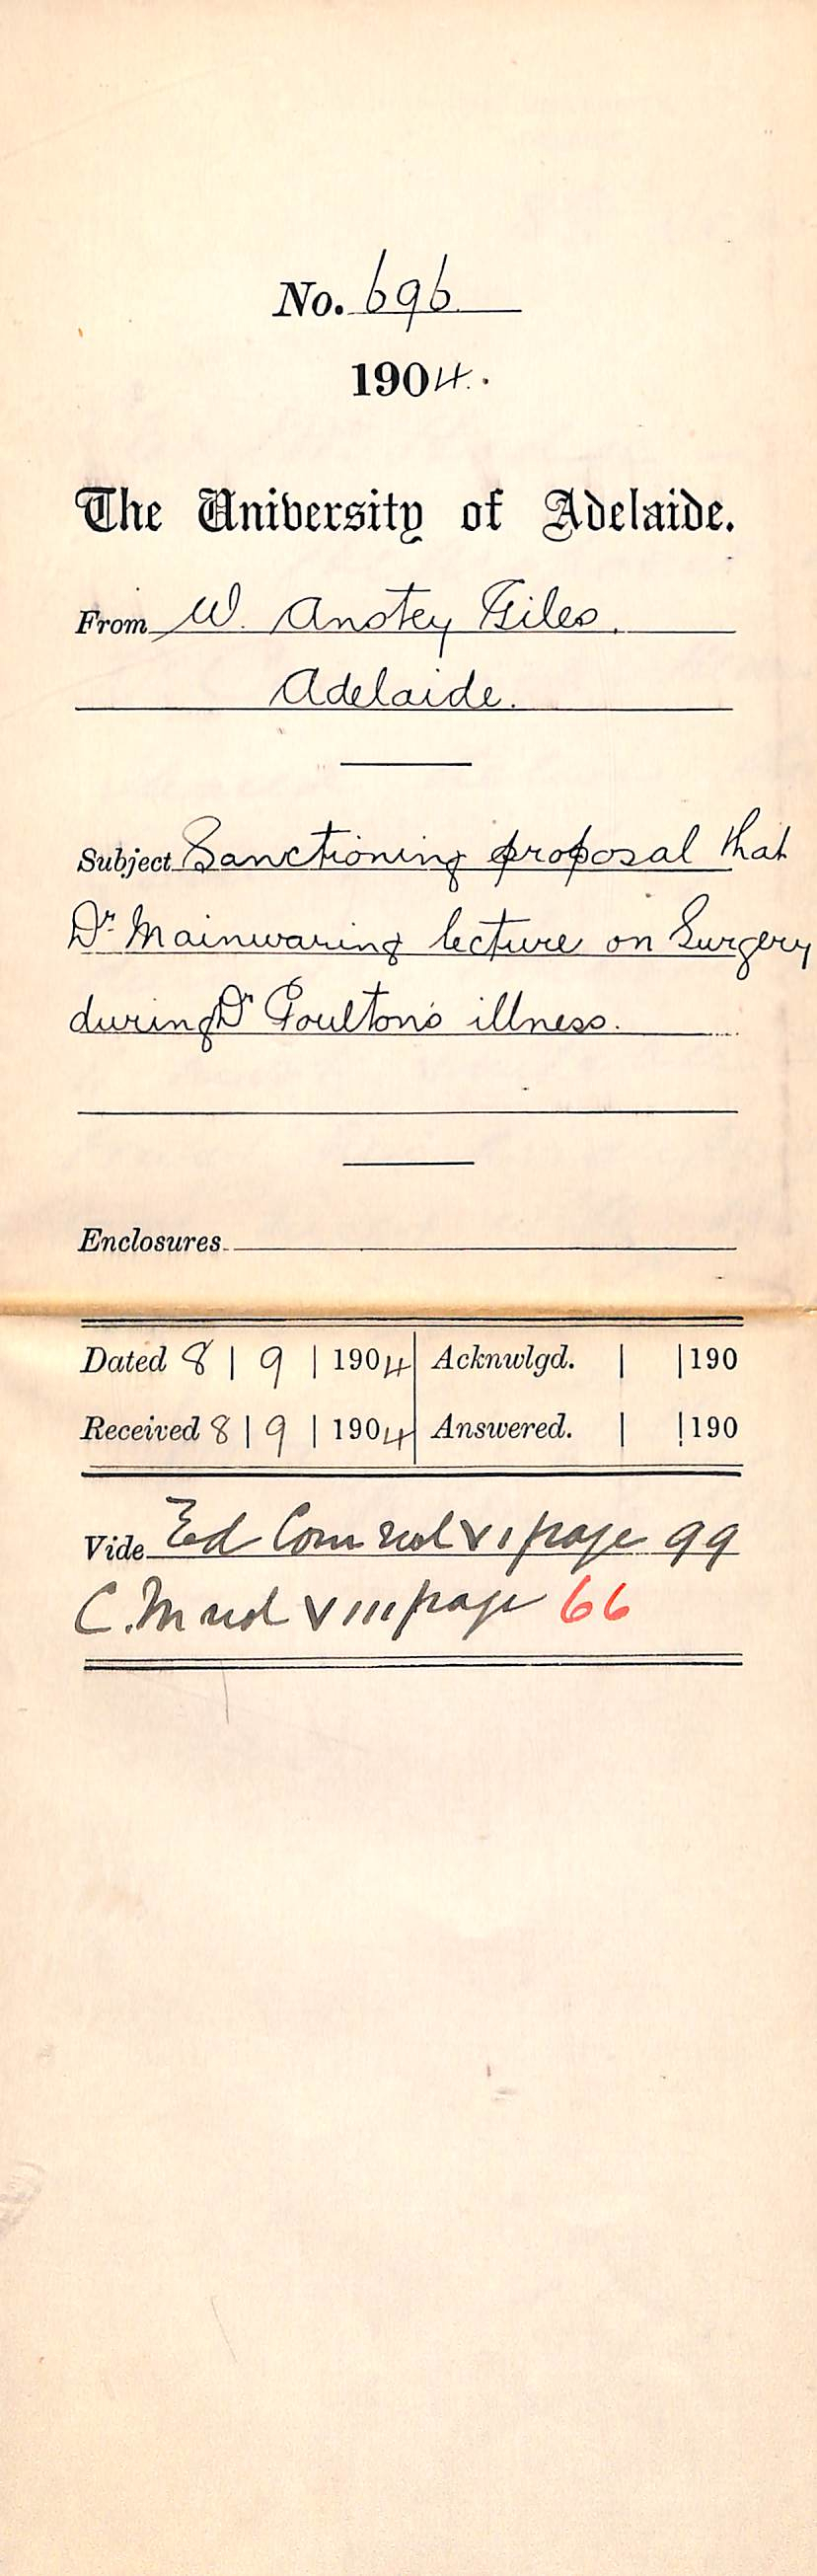 No. 696
1904.
The University of Adelaide.
From W. Anstey Giles.
Adelaide.
Subject Sanctioning proposal that
Dr Mainwaring lecture on Surgery
during Dr Poulton's illness.
Enclosures
Dated 8 | 9 | 1904 Acknwlgd. | | 190
Received 8 | 9 | 1904 Answered. | | 190
Vide Ed Com vol VI page 99
C.M vol VIII page 66